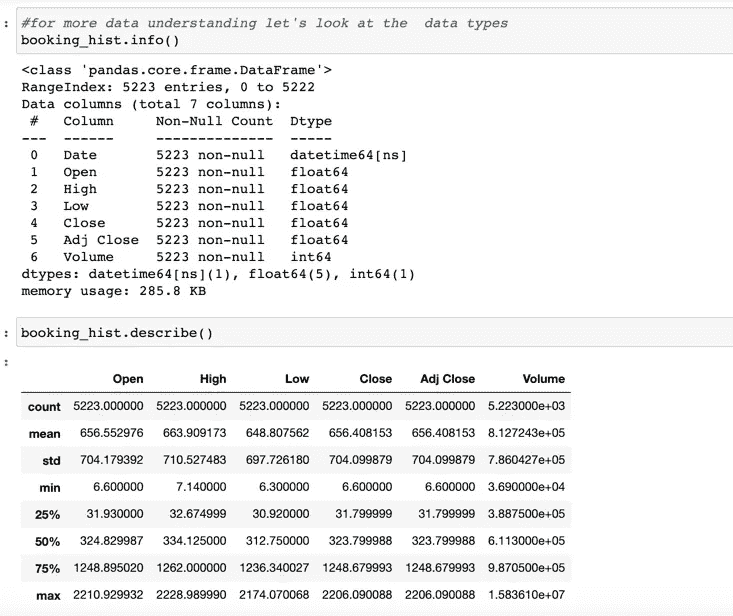 : #for more data understanding let's look at the  data types
booking_hist.info()
<class 'pandas.core.frame.DataFrame'>
RangeIndex: 5223 entries, 0 to 5222
Data columns (total 7 columns):
 #   Column     Non-Null Count  Dtype
---  ------     --------------  -----
 0   Date       5223 non-null   datetime64[ns]
 1   Open       5223 non-null   float64
 2   High       5223 non-null   float64
 3   Low        5223 non-null   float64
 4   Close      5223 non-null   float64
 5   Adj Close  5223 non-null   float64
 6   Volume     5223 non-null   int64
dtypes: datetime64[ns](1), float64(5), int64(1)
memory usage: 285.8 KB
: booking_hist.describe()
:
Open High Low Close Adj Close Volume
count 5223.000000 5223.000000 5223.000000 5223.000000 5223.000000 5.223000e+03
mean 656.552976 663.909173 648.807562 656.408153 656.408153 8.127243e+05
std 704.179392 710.527483 697.726180 704.099879 704.099879 7.860427e+05
min 6.600000 7.140000 6.300000 6.600000 6.600000 3.690000e+04
25% 31.930000 32.674999 30.920000 31.799999 31.799999 3.887500e+05
50% 324.829987 334.125000 312.750000 323.799988 323.799988 6.113000e+05
75% 1248.895020 1262.000000 1236.340027 1248.679993 1248.679993 9.870500e+05
max 2210.929932 2228.989990 2174.070068 2206.090088 2206.090088 1.583610e+07